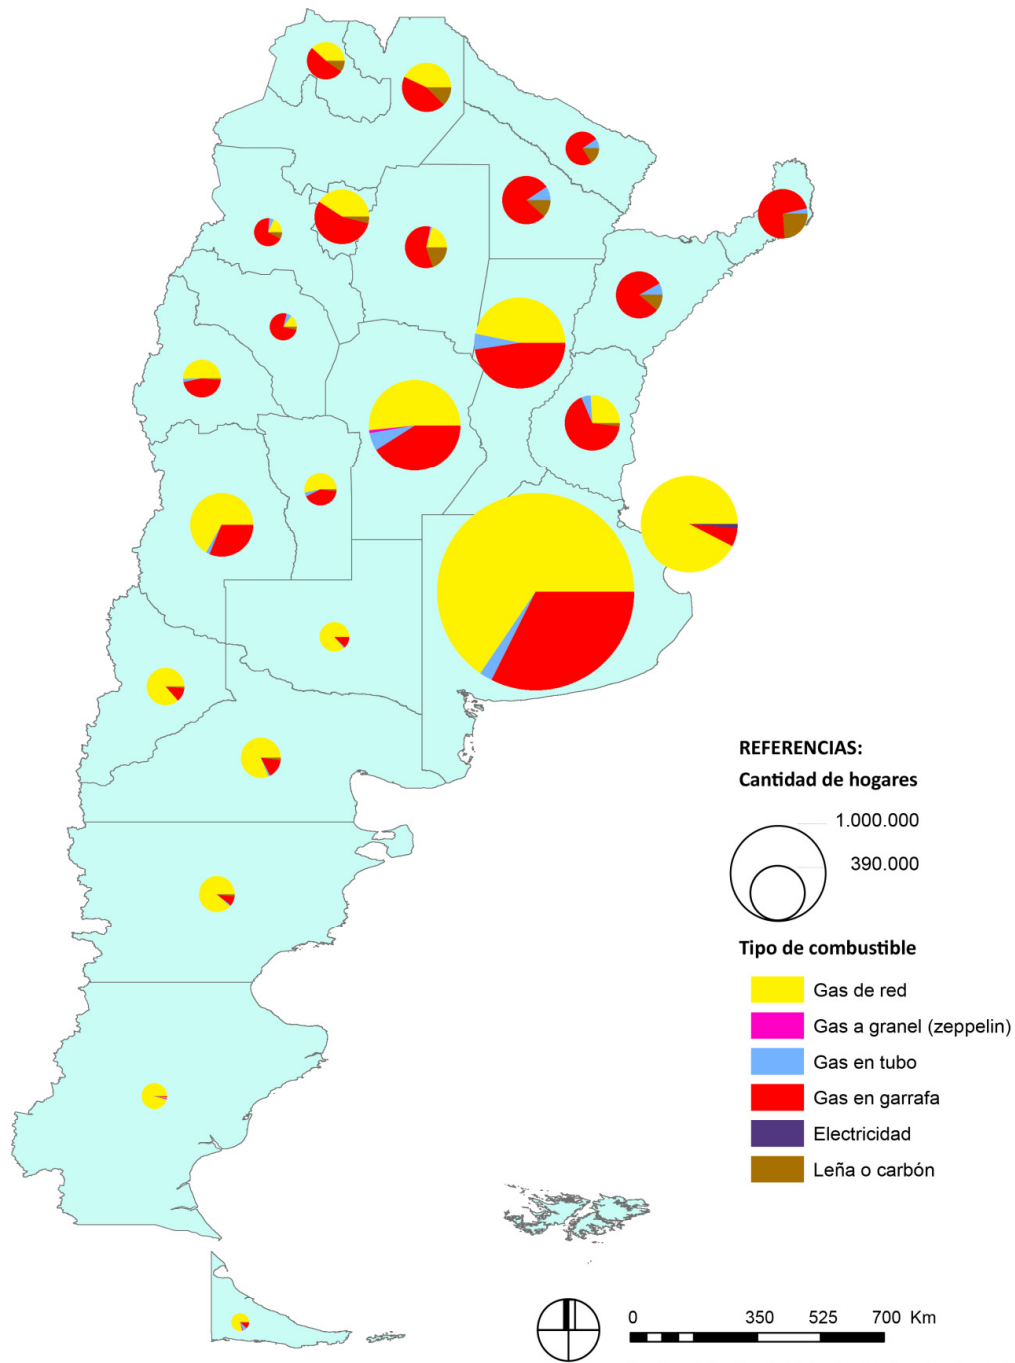 REFERENCIAS:
Cantidad de hogares
1.000.000
390.000
Tipo de combustible
Gas de red
Gas a granel (zeppelin)
Gas en tubo
Gas en garrafa
Electricidad
Leña o carbón
0 350 525 700 Km